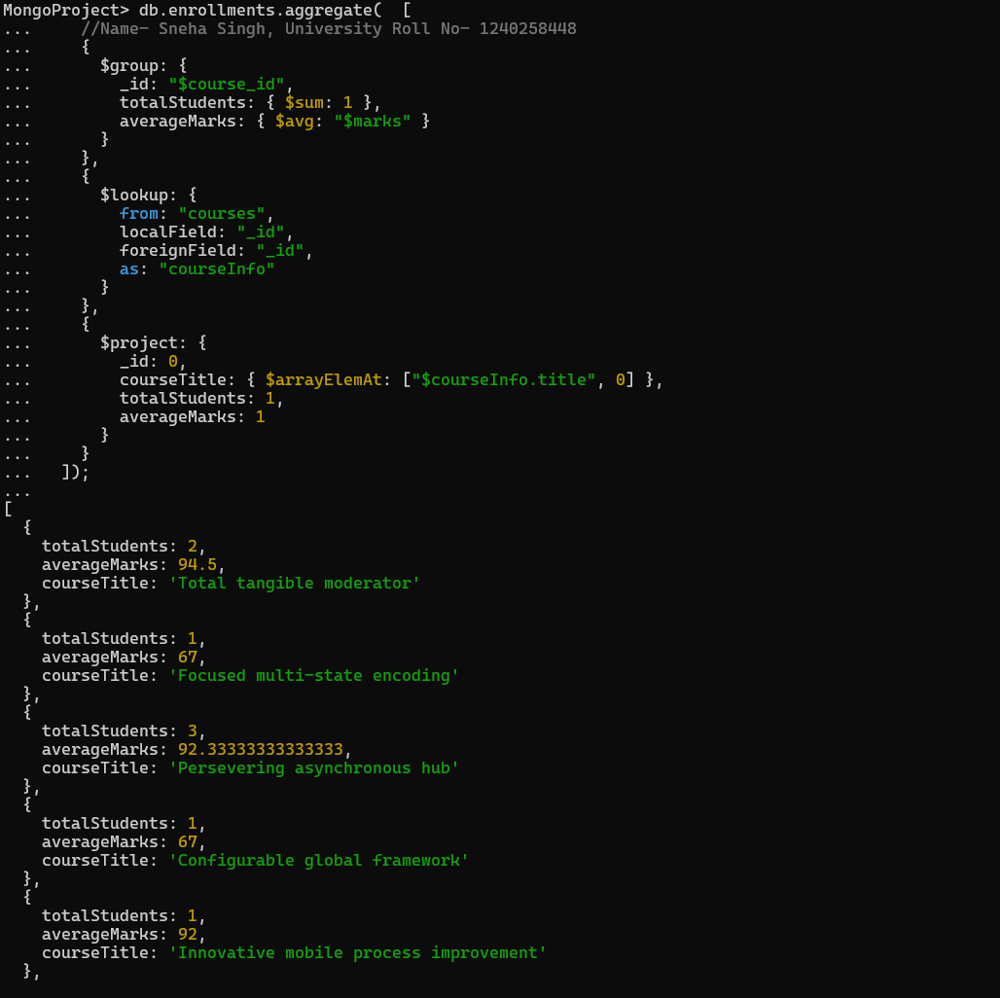 MongoProject> db.enrollments.aggregate(  [
...     //Name- Sneha Singh, University Roll No- 1240258448
...     {
...       $group: {
...         _id: "$course_id",
...         totalStudents: { $sum: 1 },
...         averageMarks: { $avg: "$marks" }
...       }
...     },
...     {
...       $lookup: {
...         from: "courses",
...         localField: "_id",
...         foreignField: "_id",
...         as: "courseInfo"
...       }
...     },
...     {
...       $project: {
...         _id: 0,
...         courseTitle: { $arrayElemAt: ["$courseInfo.title", 0] },
...         totalStudents: 1,
...         averageMarks: 1
...       }
...     }
...   ]);
...
[
  {
    totalStudents: 2,
    averageMarks: 94.5,
    courseTitle: 'Total tangible moderator'
  },
  {
    totalStudents: 1,
    averageMarks: 67,
    courseTitle: 'Focused multi-state encoding'
  },
  {
    totalStudents: 3,
    averageMarks: 92.33333333333333,
    courseTitle: 'Persevering asynchronous hub'
  },
  {
    totalStudents: 1,
    averageMarks: 67,
    courseTitle: 'Configurable global framework'
  },
  {
    totalStudents: 1,
    averageMarks: 92,
    courseTitle: 'Innovative mobile process improvement'
  },